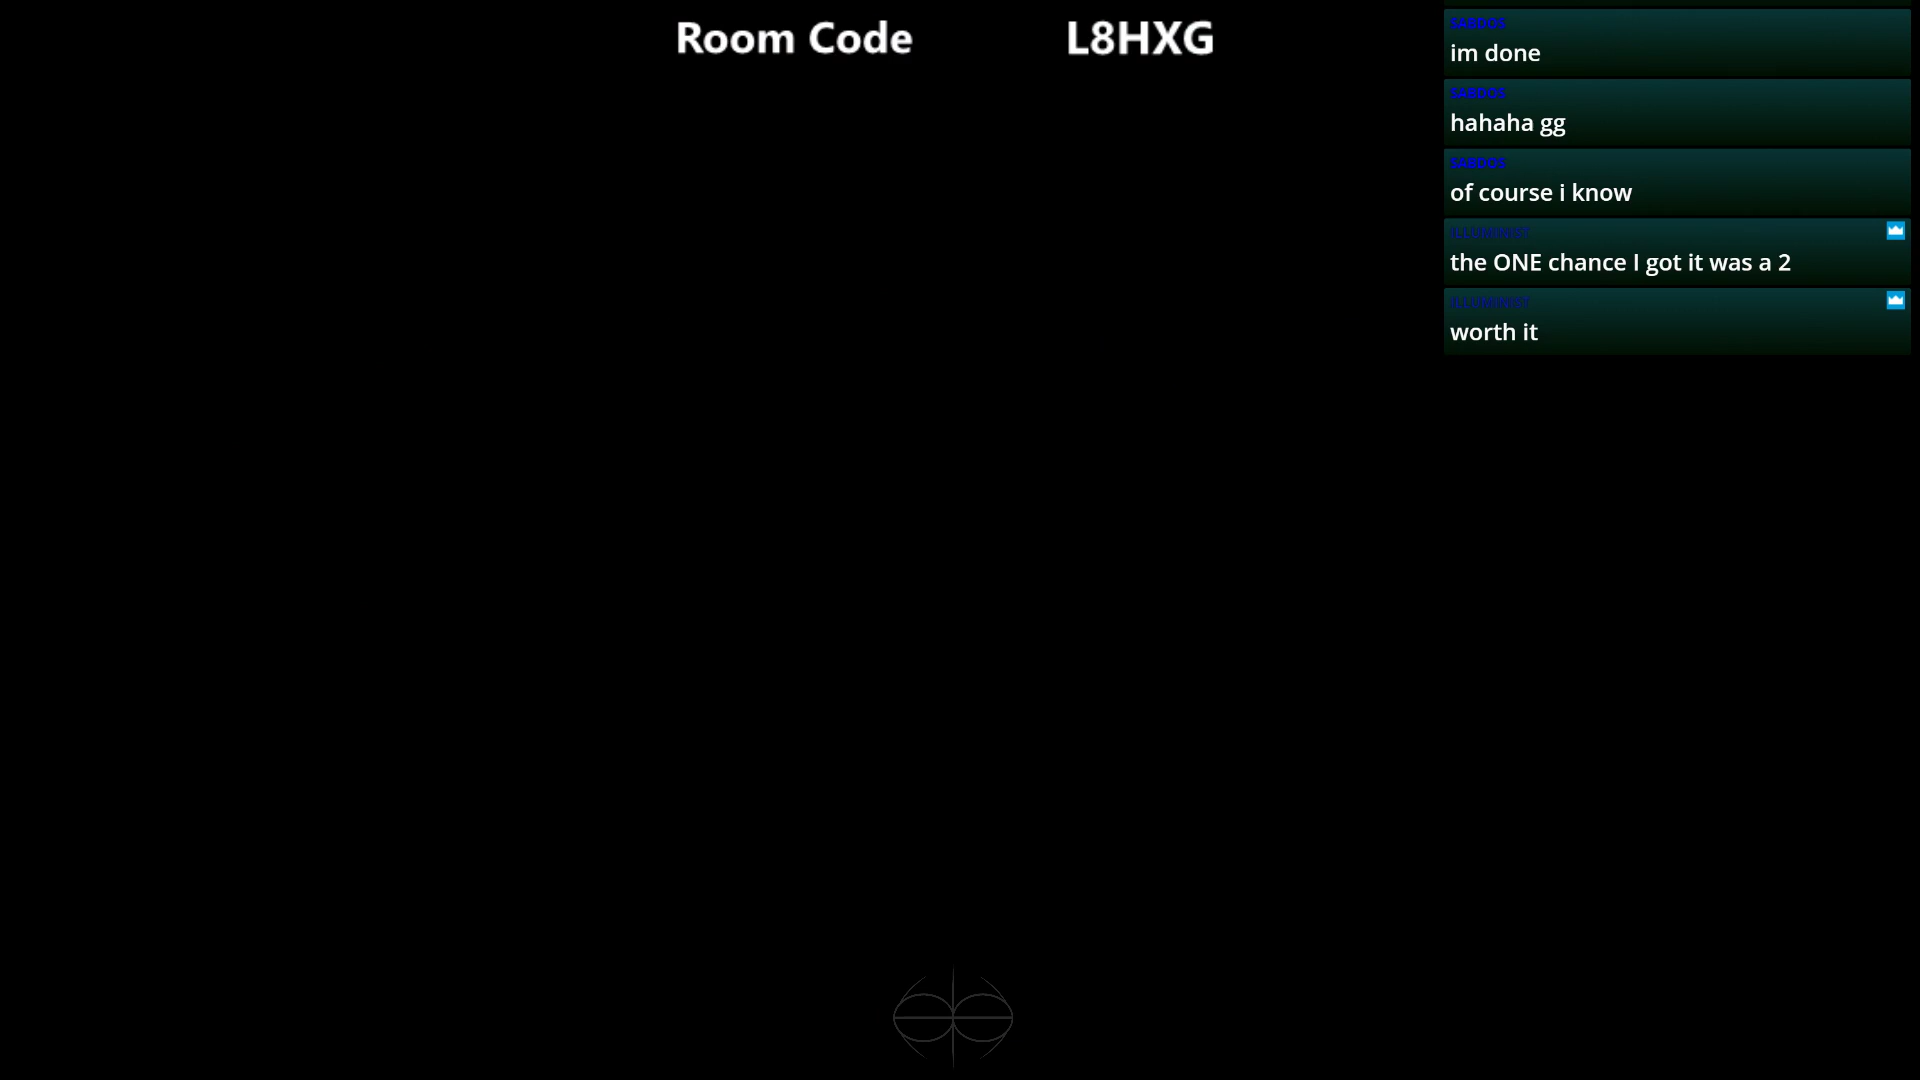 Room Code L8HXG
SABDOS
im done
SABDOS
hahaha gg
SABDOS
of course i know
the ONE chance I got it was a 2
worth it